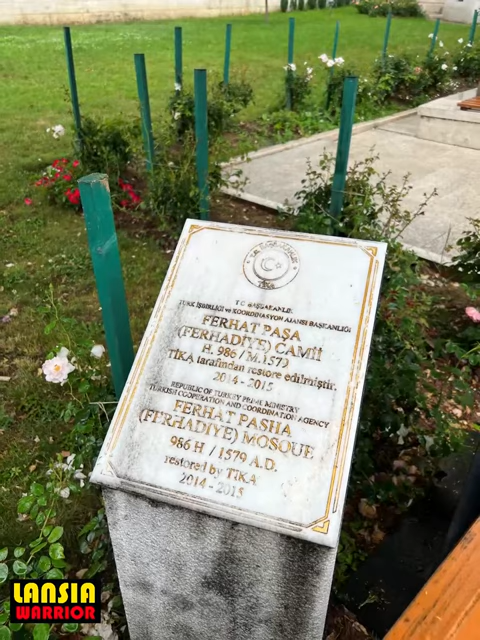 TİKA
T.C. BAŞBAKANLIK
TÜRK İŞBİRLİĞİ ve KOORDİNASYON AJANSI BAŞKANLIĞI
FERHAT PAŞA
(FERHADİYE) CAMİİ
H. 986 / M.1579
TİKA tarafından restore edilmiştir.
2014 - 2015
REPUBLIC OF TURKEY PRIME MINISTRY
TURKISH COOPERATION AND COORDINATION AGENCY
FERHAT PASHA
(FERHADIYE) MOSQUE
986 H / 1579 A.D.
restored by TIKA
2014 - 2015
LANSIA
WARRIOR